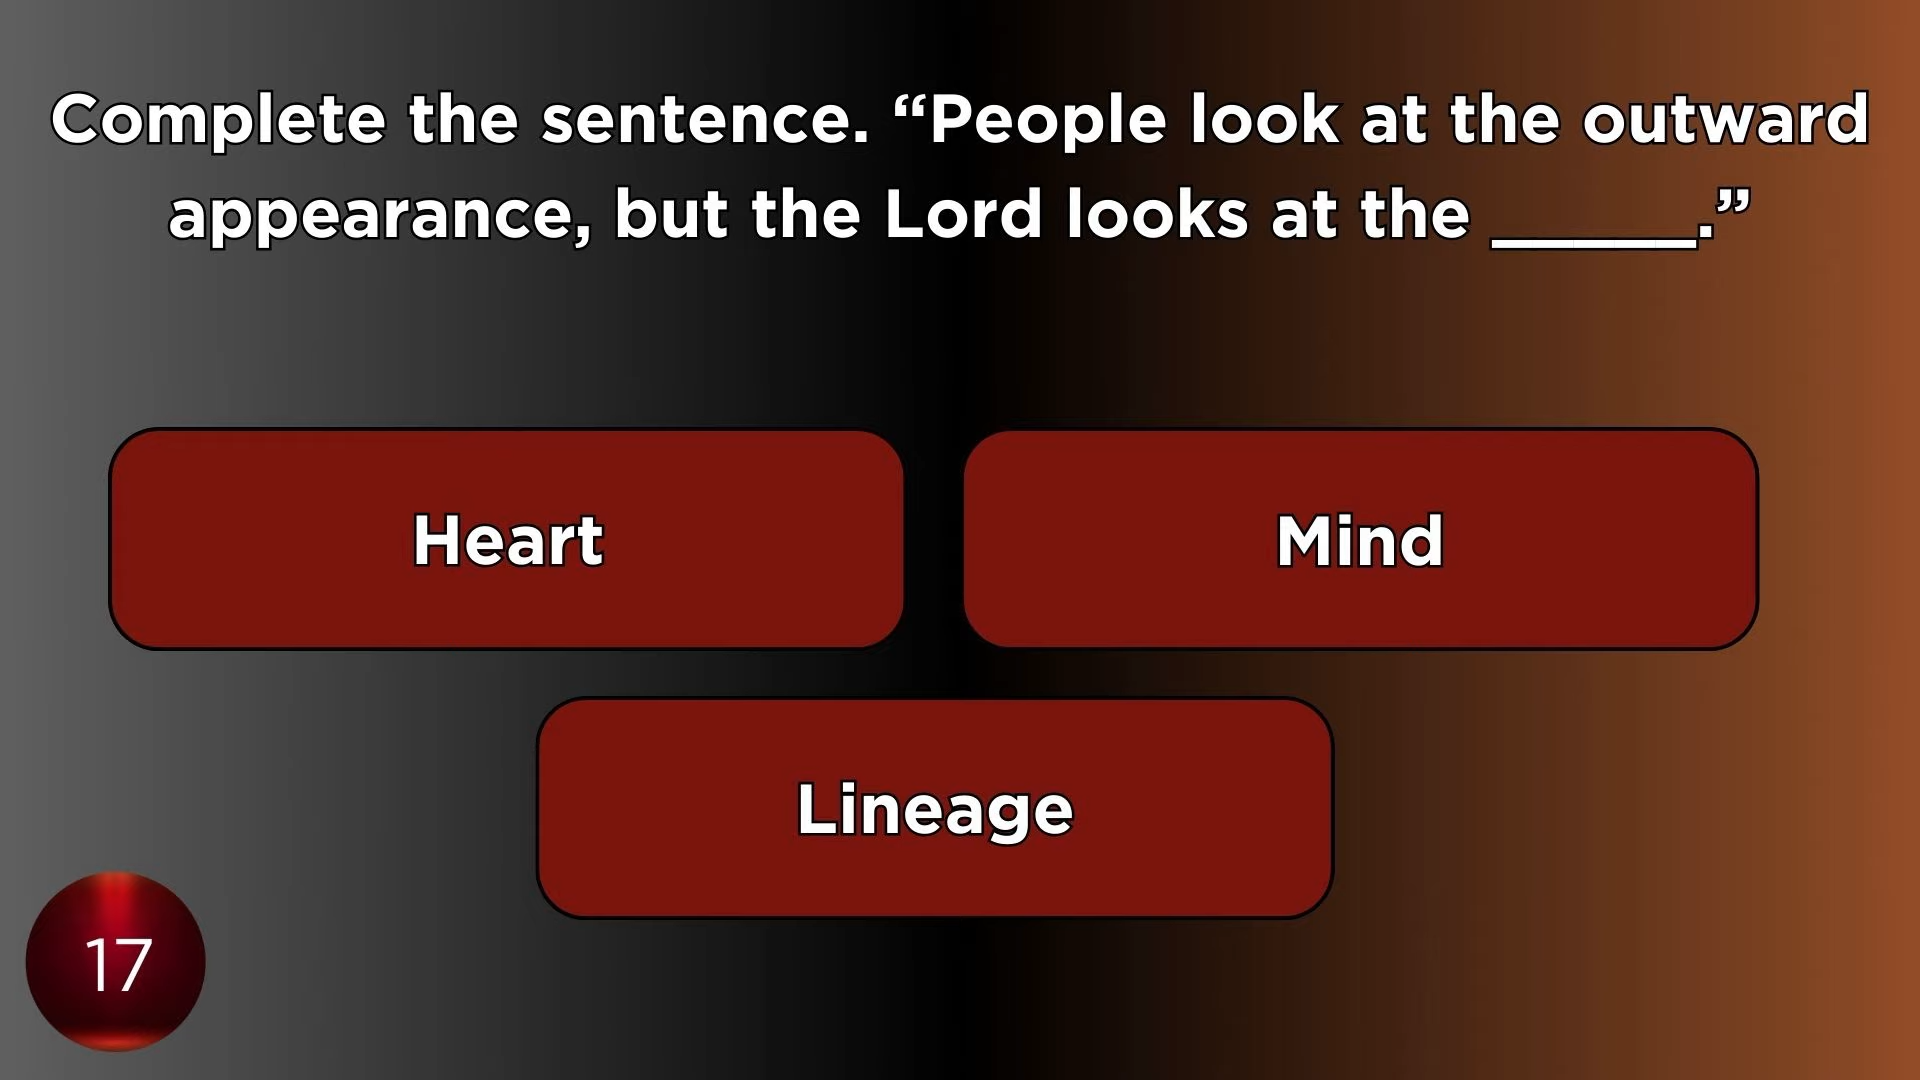 Complete the sentence. “People look at the outward
appearance, but the Lord looks at the _____.”
Heart
Mind
Lineage
17